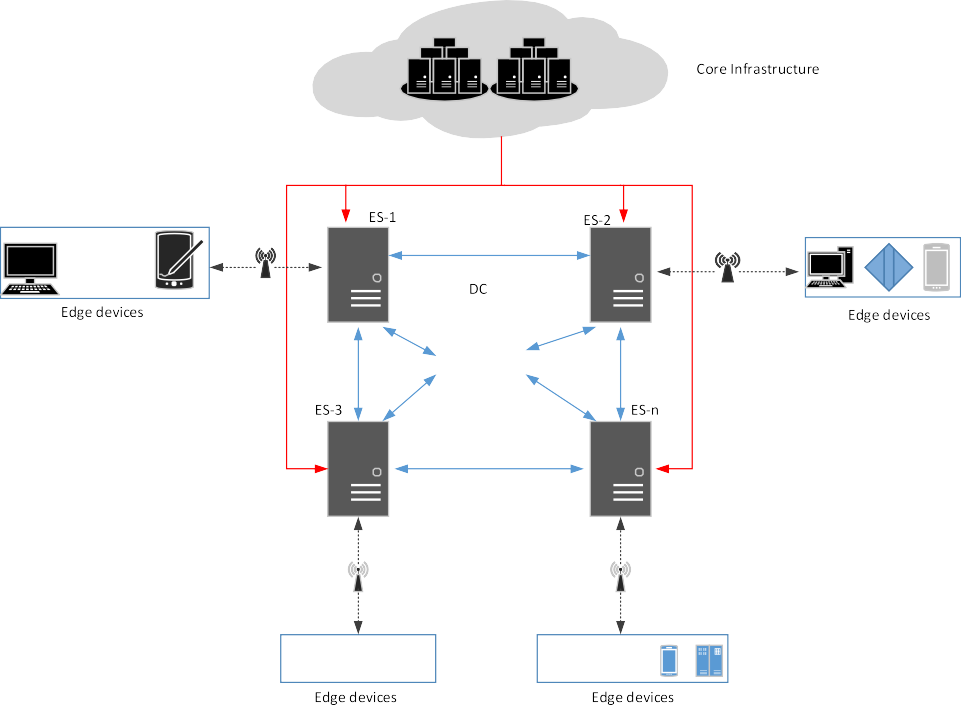 Core Infrastructure
ES-1
ES-2
DC
Edge devices
Edge devices
ES-3
ES-n
Edge devices
Edge devices